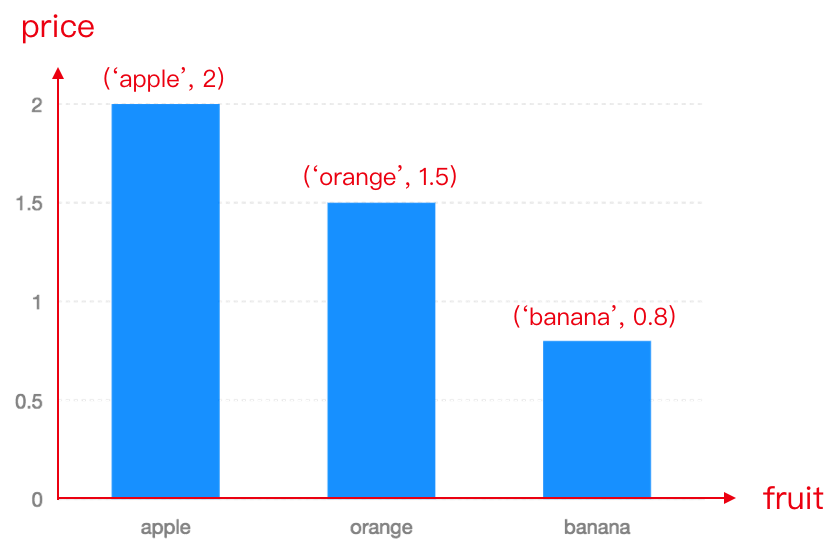 price
(‘apple’, 2)
2
(‘orange’, 1.5)
1.5
1
(‘banana’, 0.8)
0.5
0
fruit
apple
orange
banana